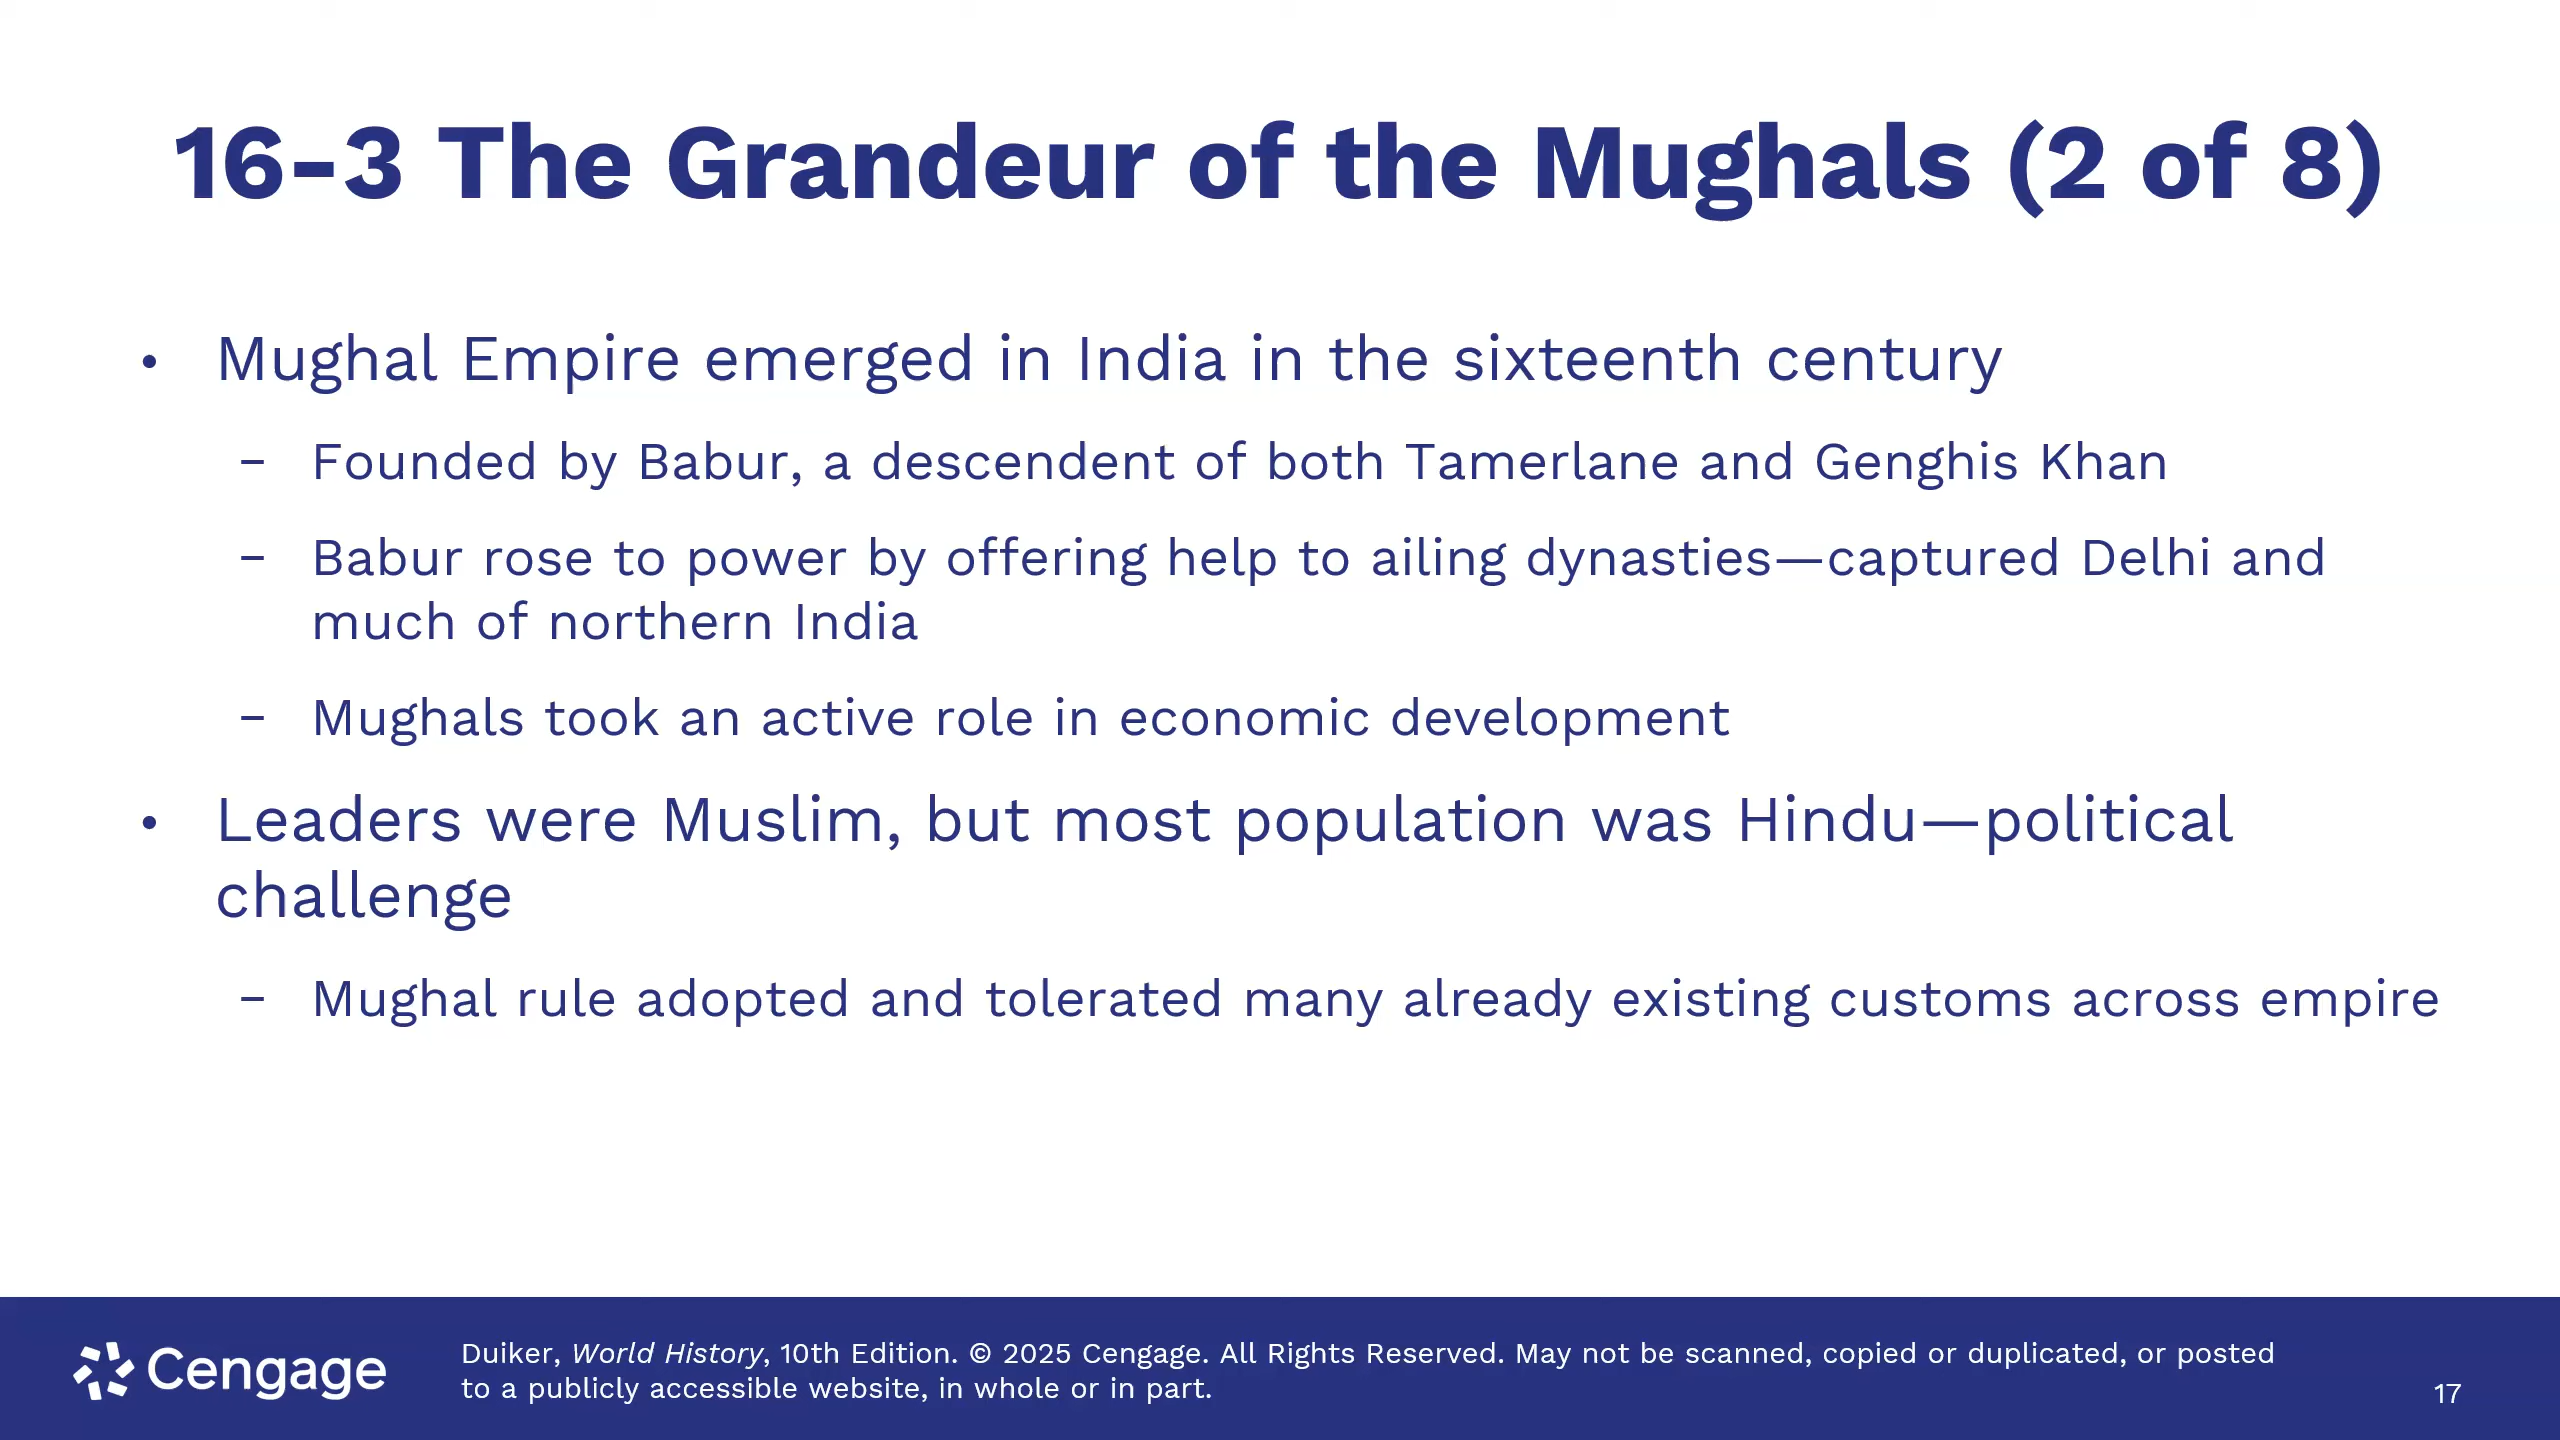 16-3 The Grandeur of the Mughals (2 of 8)
• Mughal Empire emerged in India in the sixteenth century
– Founded by Babur, a descendent of both Tamerlane and Genghis Khan
– Babur rose to power by offering help to ailing dynasties—captured Delhi and
much of northern India
– Mughals took an active role in economic development
• Leaders were Muslim, but most population was Hindu—political
challenge
– Mughal rule adopted and tolerated many already existing customs across empire
Cengage
Duiker, World History, 10th Edition. © 2025 Cengage. All Rights Reserved. May not be scanned, copied or duplicated, or posted
to a publicly accessible website, in whole or in part.
17